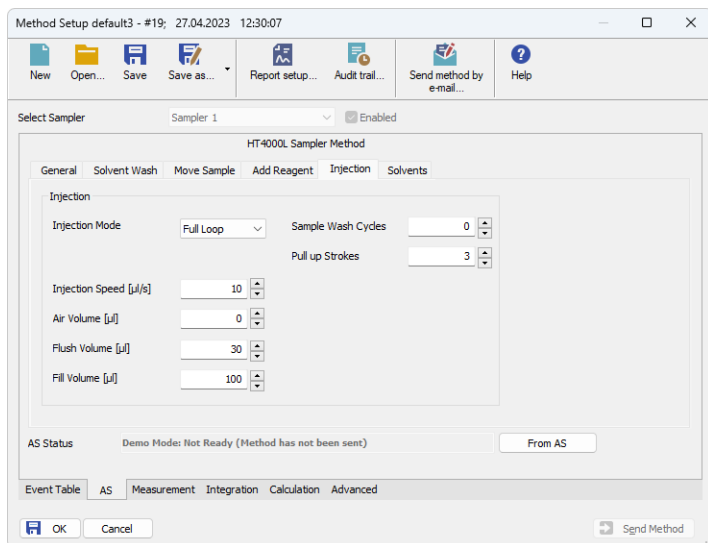 Method Setup default3 - #19; 27.04.2023 12:30:07
New Open... Save Save as... Report setup... Audit trail... Send method by e-mail... Help
Select Sampler Sampler 1 Enabled
HT4000L Sampler Method
General Solvent Wash Move Sample Add Reagent Injection Solvents
Injection
Injection Mode Full Loop Sample Wash Cycles 0
Pull up Strokes 3
Injection Speed [µl/s] 10
Air Volume [µl] 0
Flush Volume [µl] 30
Fill Volume [µl] 100
AS Status Demo Mode: Not Ready (Method has not been sent) From AS
Event Table AS Measurement Integration Calculation Advanced
OK Cancel Send Method